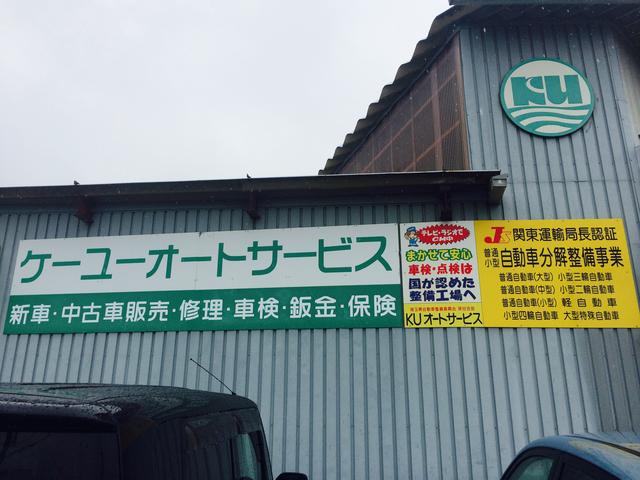 KU
ケーユーオートサービス
新車・中古車販売・修理・車検・鈑金・保険
テレビ・ラジオで
CM中
まかせて安心
車検・点検は
国が認めた
整備工場へ
KUオートサービス
関東運輸局長認証
普通
小型
自動車分解整備事業
普通自動車(大型) 小型三輪自動車
普通自動車(中型) 小型二輪自動車
普通自動車(小型) 軽自動車
小型四輪自動車 大型特殊自動車